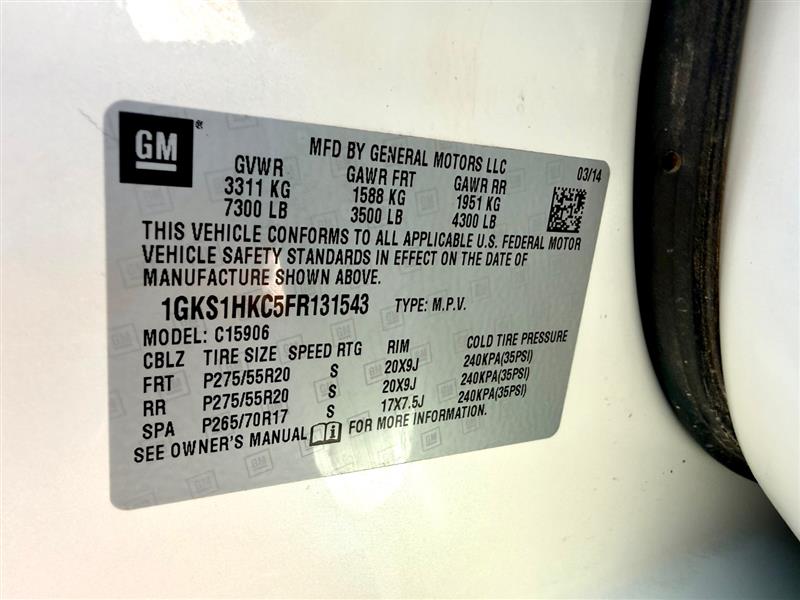 GM ®
MFD BY GENERAL MOTORS LLC
03/14
GVWR GAWR FRT GAWR RR
3311 KG 1588 KG 1951 KG
7300 LB 3500 LB 4300 LB
THIS VEHICLE CONFORMS TO ALL APPLICABLE U.S. FEDERAL MOTOR
VEHICLE SAFETY STANDARDS IN EFFECT ON THE DATE OF
MANUFACTURE SHOWN ABOVE.
1GKS1HKC5FR131543 TYPE: M.P.V.
MODEL: C15906
CBLZ TIRE SIZE SPEED RTG RIM COLD TIRE PRESSURE
FRT P275/55R20 S 20X9J 240KPA(35PSI)
RR P275/55R20 S 20X9J 240KPA(35PSI)
SPA P265/70R17 S 17X7.5J 240KPA(35PSI)
SEE OWNER'S MANUAL FOR MORE INFORMATION.